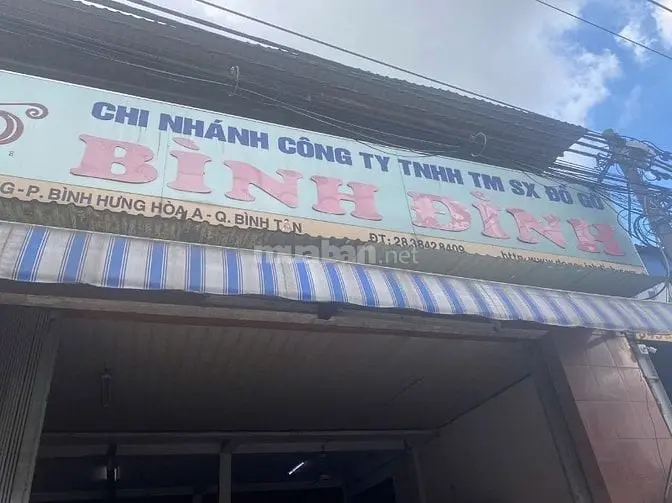 CHI NHÁNH CÔNG TY TNHH TM SX ĐỒ GỖ
BÌNH ĐỊNH
G-P. BÌNH HƯNG HÒA A - Q. BÌNH TÂN
ĐT: 28.3842.8409
nhaban.net